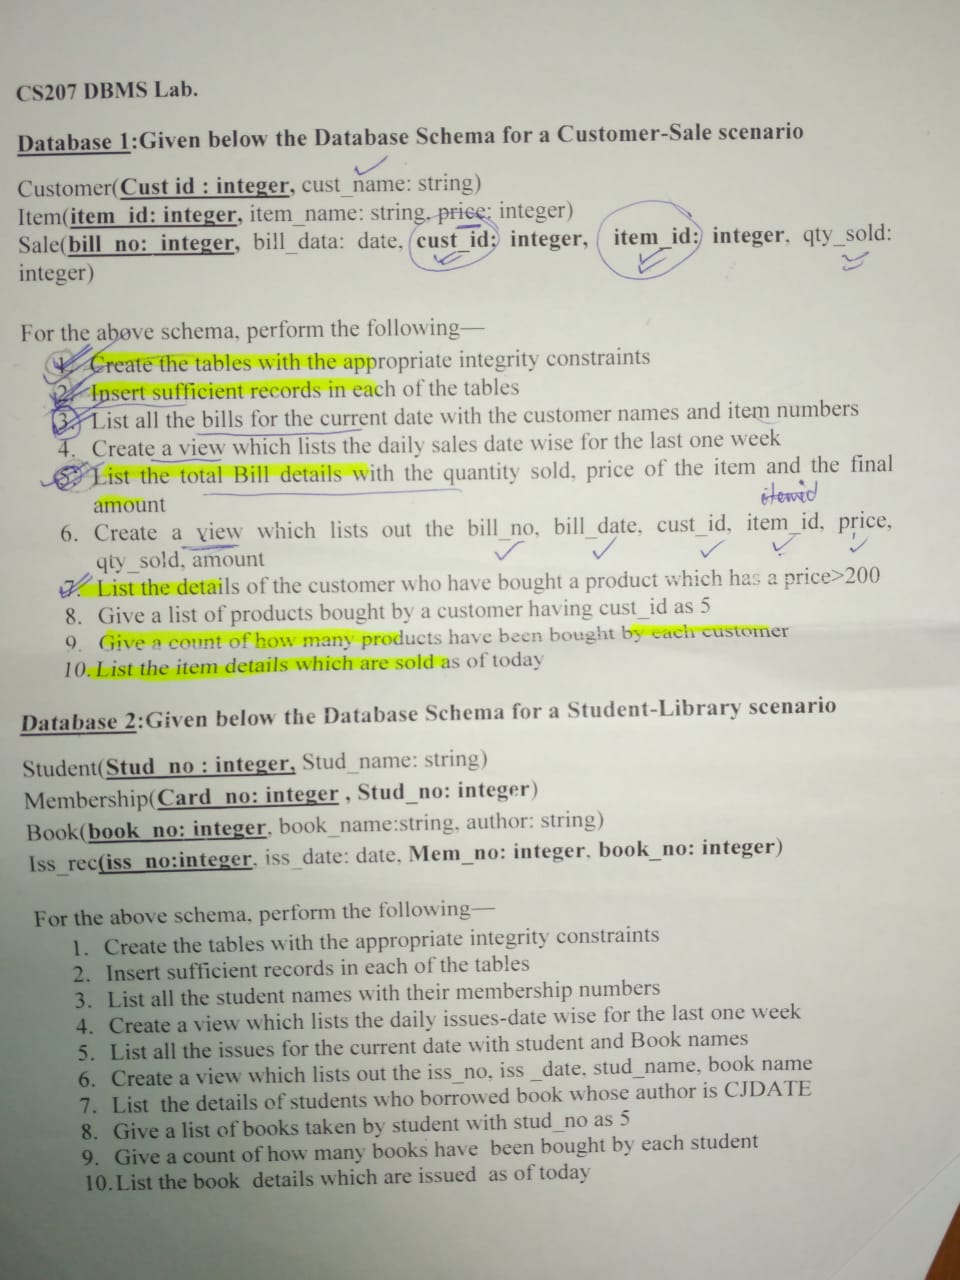 CS207 DBMS Lab.
Database 1:Given below the Database Schema for a Customer-Sale scenario
Customer(Cust id : integer, cust_name: string)
Item(item_id: integer, item_name: string, price: integer)
Sale(bill_no: integer, bill_data: date, cust_id: integer, item_id: integer, qty_sold:
integer)
For the above schema, perform the following—
1. Create the tables with the appropriate integrity constraints
2. Insert sufficient records in each of the tables
3. List all the bills for the current date with the customer names and item numbers
4. Create a view which lists the daily sales date wise for the last one week
5. List the total Bill details with the quantity sold, price of the item and the final
amount
itemid
6. Create a view which lists out the bill_no, bill_date, cust_id, item_id, price,
qty_sold, amount
7. List the details of the customer who have bought a product which has a price>200
8. Give a list of products bought by a customer having cust_id as 5
9. Give a count of how many products have been bought by each customer
10. List the item details which are sold as of today
Database 2:Given below the Database Schema for a Student-Library scenario
Student(Stud_no : integer, Stud_name: string)
Membership(Card_no: integer , Stud_no: integer)
Book(book_no: integer, book_name:string, author: string)
Iss_rec(iss_no:integer, iss_date: date, Mem_no: integer, book_no: integer)
For the above schema, perform the following—
1. Create the tables with the appropriate integrity constraints
2. Insert sufficient records in each of the tables
3. List all the student names with their membership numbers
4. Create a view which lists the daily issues-date wise for the last one week
5. List all the issues for the current date with student and Book names
6. Create a view which lists out the iss_no, iss _date, stud_name, book name
7. List the details of students who borrowed book whose author is CJDATE
8. Give a list of books taken by student with stud_no as 5
9. Give a count of how many books have been bought by each student
10. List the book details which are issued as of today